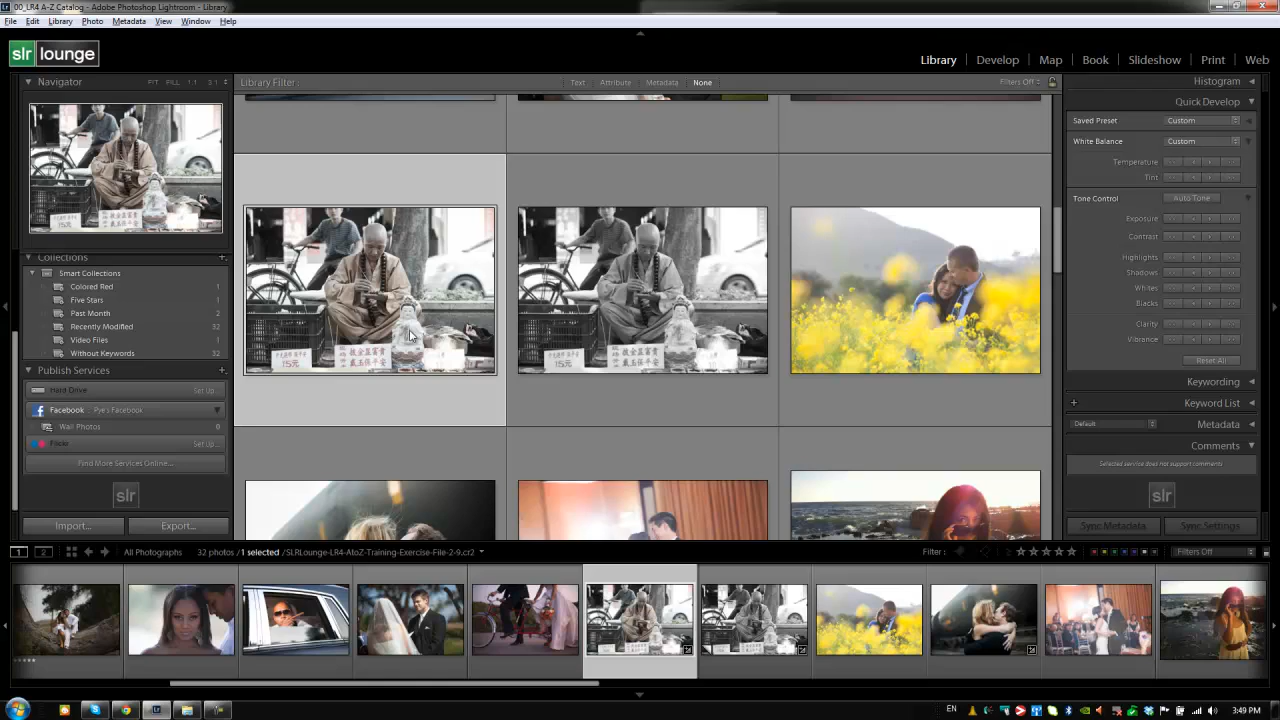 00_LR4 A-Z Catalog - Adobe Photoshop Lightroom - Library
File Edit Library Photo Metadata View Window Help
slr lounge
Library Develop Map Book Slideshow Print Web
Navigator FIT FILL 1:1 3:1
Library Filter : Text Attribute Metadata None Filters Off
Histogram
Quick Develop
Saved Preset Custom
White Balance Custom
Temperature
Tint
Tone Control Auto Tone
Exposure
Contrast
Highlights
Shadows
Whites
Blacks
Clarity
Vibrance
Reset All
Keywording
Keyword List
Default Metadata
Comments
Selected service does not support comments
slr
Sync Metadata Sync Settings
Collections
Smart Collections
Colored Red 1
Five Stars 1
Past Month 2
Recently Modified 32
Video Files 1
Without Keywords 32
Publish Services
Hard Drive Set Up...
Facebook : Pye's Facebook
Wall Photos 0
Flickr Set Up...
Find More Services Online...
slr
Import... Export...
15元
1 2 All Photographs 32 photos / 1 selected / SLRLounge-LR4-AtoZ-Training-Exercise-File-2-9.cr2
Filter : Filters Off
EN 3:49 PM